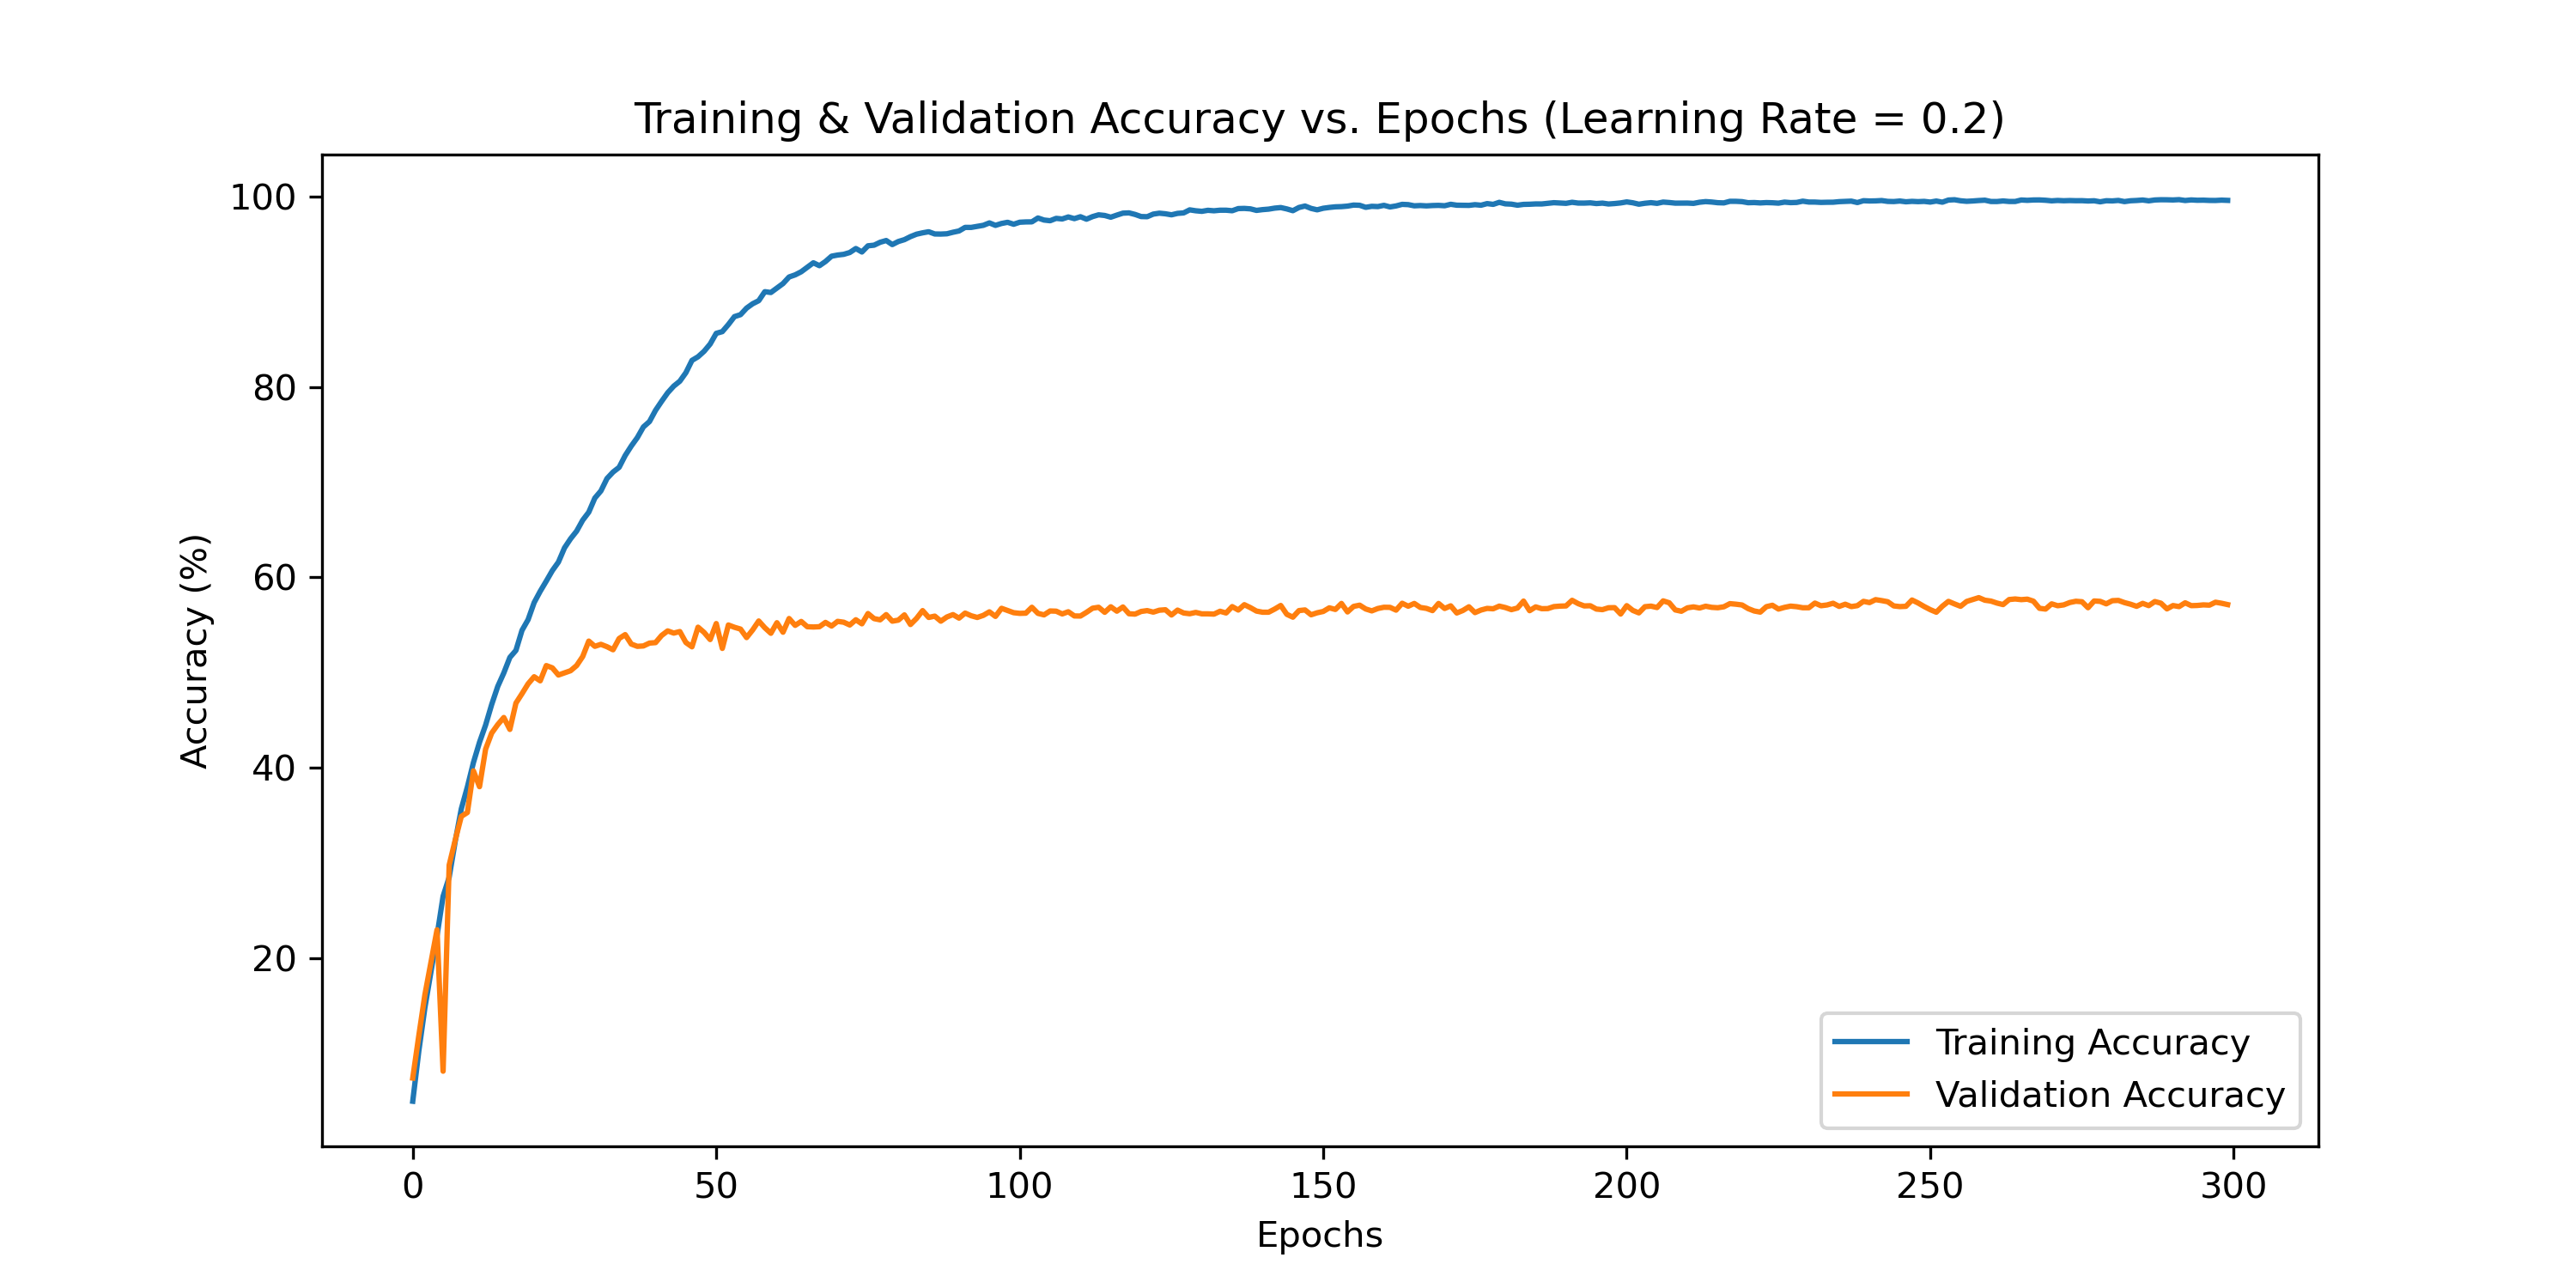 Training & Validation Accuracy vs. Epochs (Learning Rate = 0.2)
100
80
60
40
20
Accuracy (%)
Training Accuracy
Validation Accuracy
0 50 100 150 200 250 300
Epochs